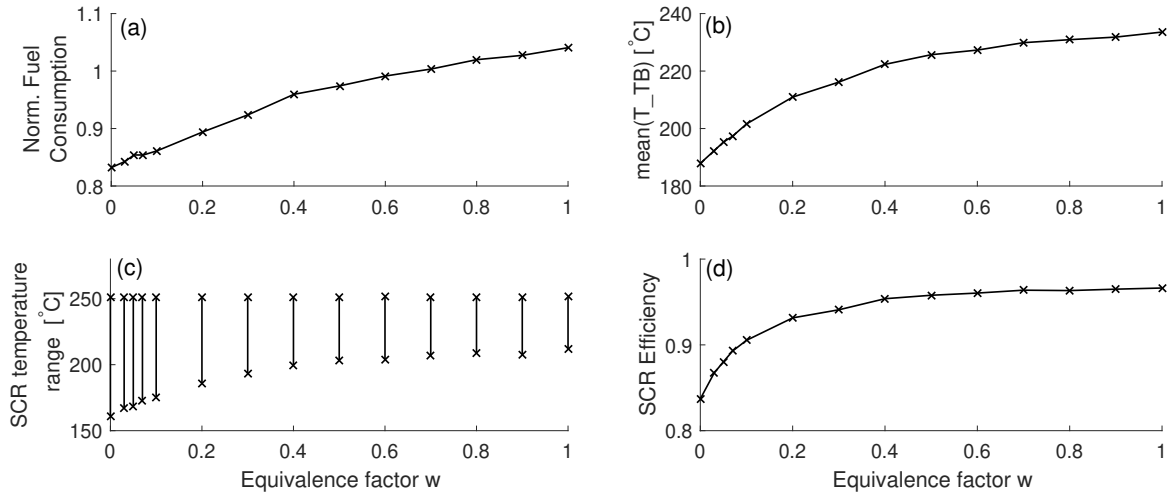 (a)
Norm. Fuel
Consumption
1.1
1
0.9
0.8
0 0.2 0.4 0.6 0.8 1
(b)
mean(T_TB) [°C]
240
220
200
180
0 0.2 0.4 0.6 0.8 1
(c)
SCR temperature
range [°C]
250
200
150
0 0.2 0.4 0.6 0.8 1
Equivalence factor w
(d)
SCR Efficiency
1
0.9
0.8
0 0.2 0.4 0.6 0.8 1
Equivalence factor w